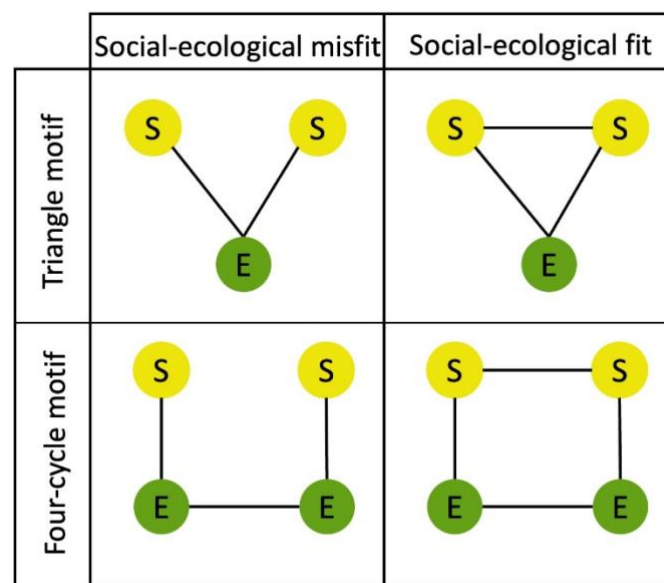 Social-ecological misfit
Social-ecological fit
Triangle motif
S S
E
S S
E
Four-cycle motif
S S
E E
S S
E E